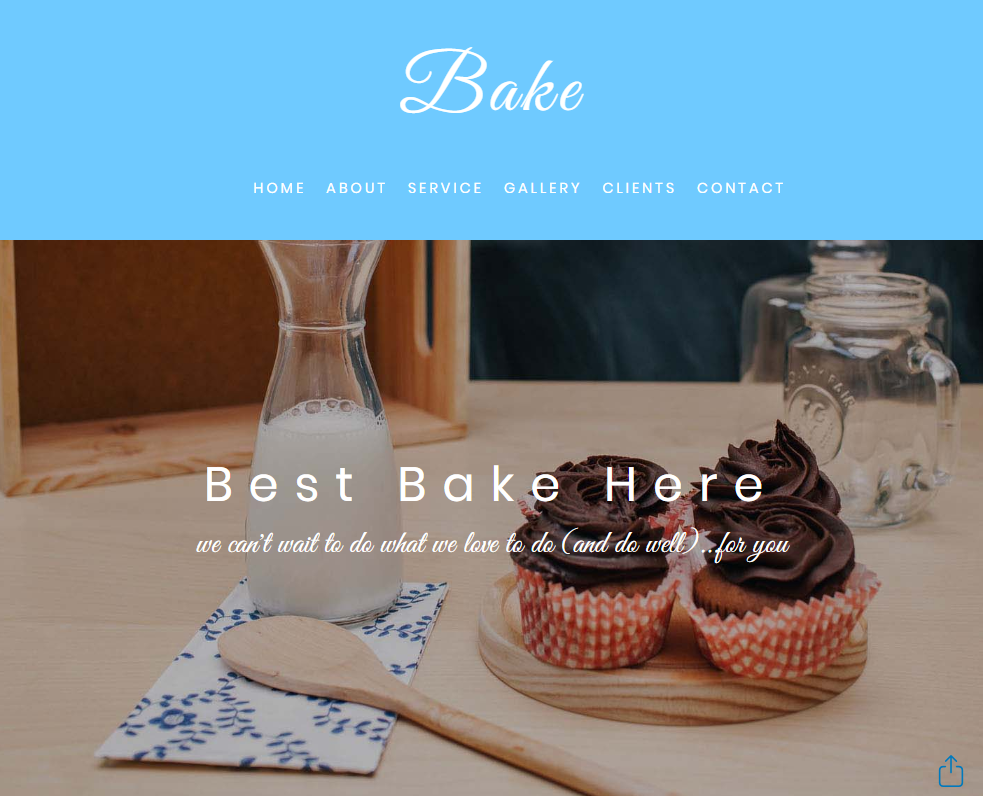 Bake
HOME ABOUT SERVICE GALLERY CLIENTS CONTACT
Best Bake Here
we can't wait to do what we love to do (and do well)...for you